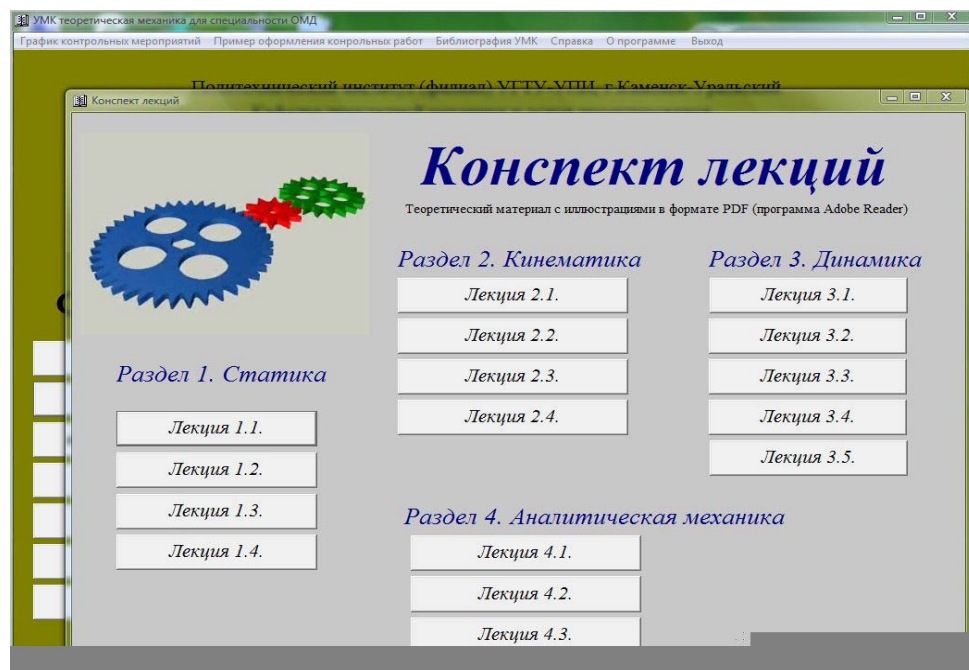 УМК теоретическая механика для специальности ОМД
График контрольных мероприятий Пример оформления конрольных работ Библиография УМК Справка О программе Выход
Политехнический институт (филиал) УГТУ-УПИ, г Каменск-Уральский
Конспект лекций
Конспект лекций
Теоретический материал с иллюстрациями в формате PDF (программа Adobe Reader)
Раздел 1. Статика
Лекция 1.1.
Лекция 1.2.
Лекция 1.3.
Лекция 1.4.
Раздел 2. Кинематика
Лекция 2.1.
Лекция 2.2.
Лекция 2.3.
Лекция 2.4.
Раздел 3. Динамика
Лекция 3.1.
Лекция 3.2.
Лекция 3.3.
Лекция 3.4.
Лекция 3.5.
Раздел 4. Аналитическая механика
Лекция 4.1.
Лекция 4.2.
Лекция 4.3.